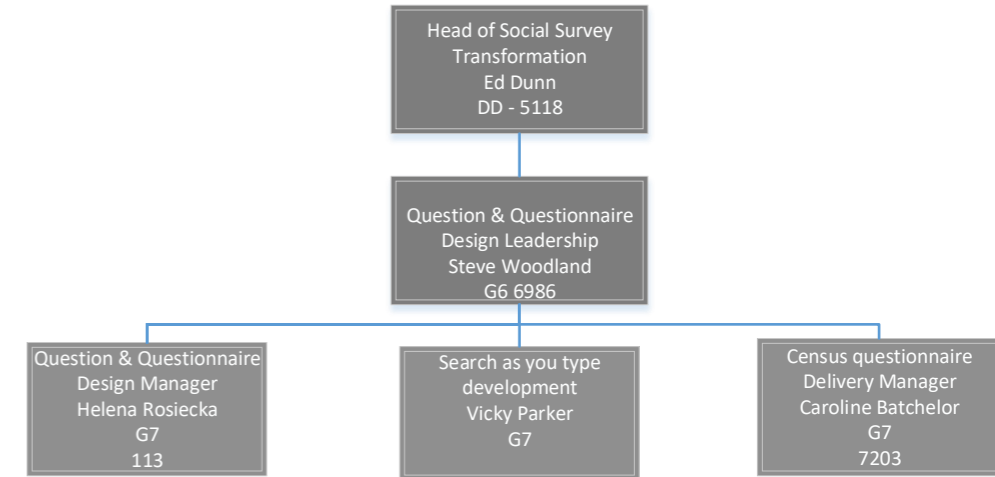 Head of Social Survey
Transformation
Ed Dunn
DD - 5118
Question & Questionnaire
Design Leadership
Steve Woodland
G6 6986
Question & Questionnaire
Design Manager
Helena Rosiecka
G7
113
Search as you type
development
Vicky Parker
G7
Census questionnaire
Delivery Manager
Caroline Batchelor
G7
7203